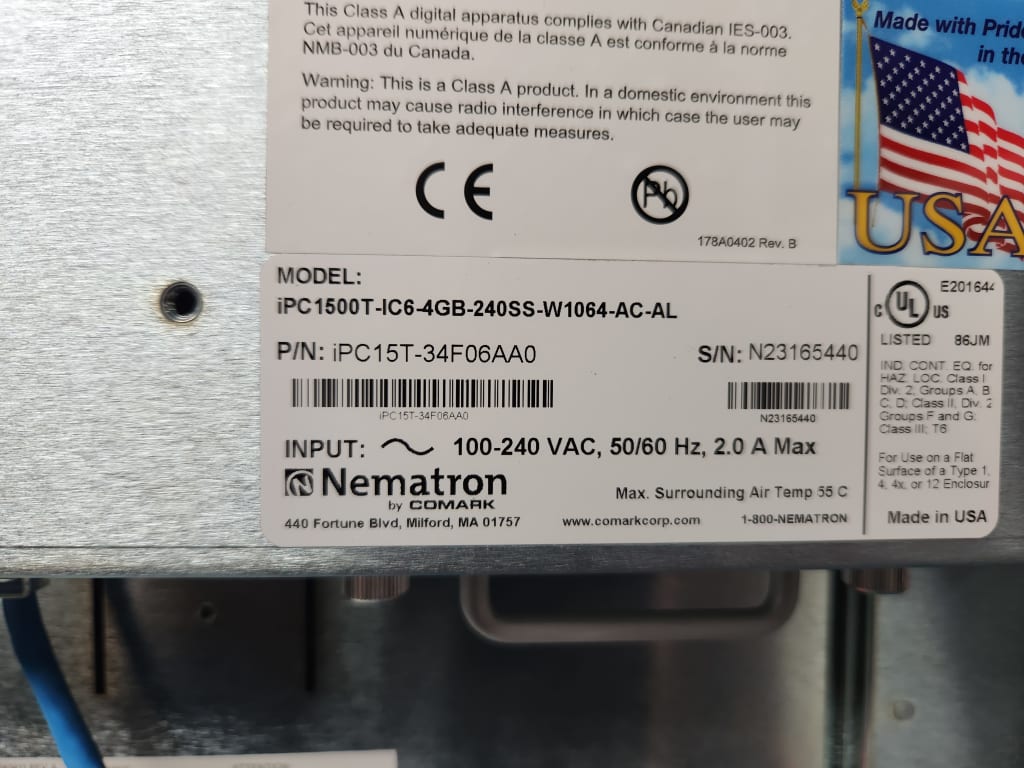 This Class A digital apparatus complies with Canadian IES-003.
Cet appareil numérique de la classe A est conforme à la norme
NMB-003 du Canada.
Warning: This is a Class A product. In a domestic environment this
product may cause radio interference in which case the user may
be required to take adequate measures.
CE
Pb
178A0402 Rev. B
Made with Pride
in the
USA
MODEL:
iPC1500T-IC6-4GB-240SS-W1064-AC-AL
P/N: iPC15T-34F06AA0
S/N: N23165440
iPC15T-34F06AA0
N23165440
INPUT: 100-240 VAC, 50/60 Hz, 2.0 A Max
Nematron
by COMARK
Max. Surrounding Air Temp 55 C
440 Fortune Blvd, Milford, MA 01757
www.comarkcorp.com
1-800-NEMATRON
E201644
C UL US
LISTED 86JM
IND. CONT. EQ. for
HAZ. LOC. Class I
Div. 2, Groups A, B
C, D; Class II, Div. 2
Groups F and G;
Class III; T6
For Use on a Flat
Surface of a Type 1,
4, 4x, or 12 Enclosur
Made in USA